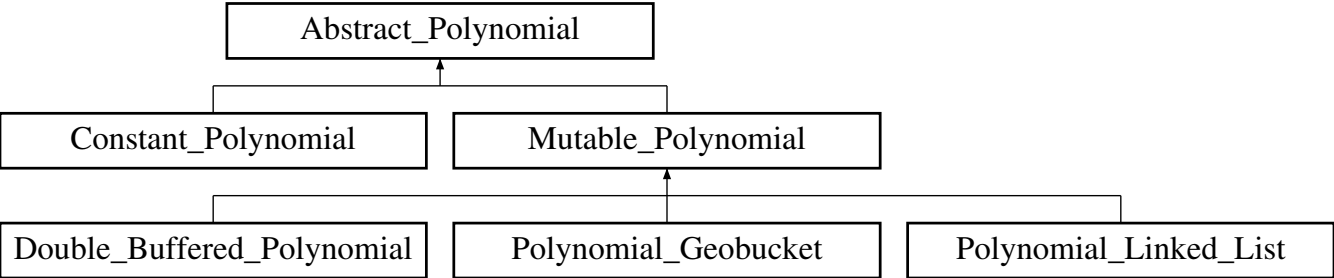 Abstract_Polynomial
Constant_Polynomial
Mutable_Polynomial
Double_Buffered_Polynomial
Polynomial_Geobucket
Polynomial_Linked_List